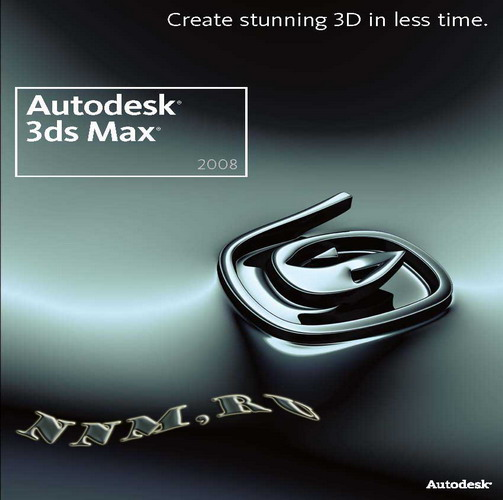 Create stunning 3D in less time.
Autodesk®
3ds Max®
2008
NNM,RU
Autodesk®